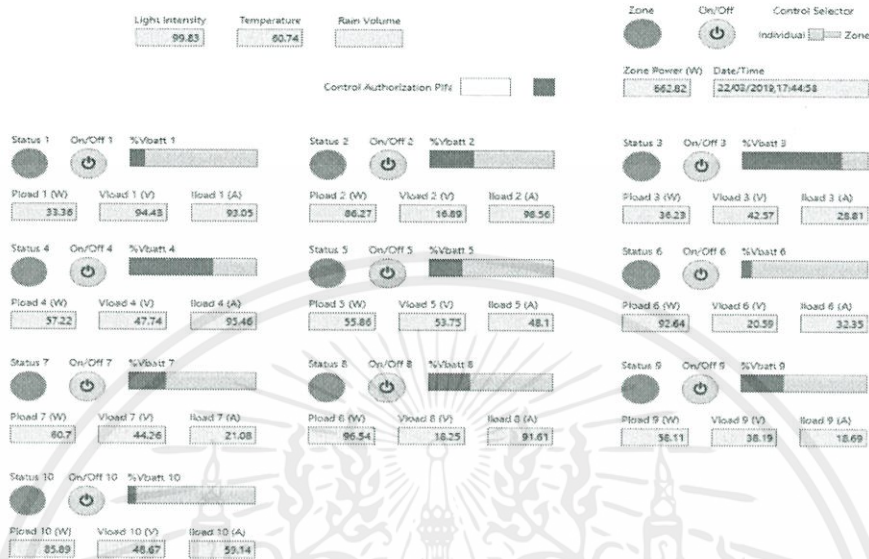 Light Intensity Temperature Rain Volume
99.83 60.74
Zone On/Off Control Selector
Individual Zone
Control Authorization
Zone Power (W) Date/Time
662.82 22/03/2019,17:44:58
Status 1 On/Off 1 %Vbatt 1
Pload 1 (W) Vload 1 (V) Iload 1 (A)
33.36 94.43 93.05
Status 2 On/Off 2 %Vbatt 2
Pload 2 (W) Vload 2 (V) Iload 2 (A)
86.27 16.89 98.56
Status 3 On/Off 3 %Vbatt 3
Pload 3 (W) Vload 3 (V) Iload 3 (A)
36.23 42.57 28.81
Status 4 On/Off 4 %Vbatt 4
Pload 4 (W) Vload 4 (V) Iload 4 (A)
57.22 47.74 95.46
Status 5 On/Off 5 %Vbatt 5
Pload 5 (W) Vload 5 (V) Iload 5 (A)
55.86 53.75 48.1
Status 6 On/Off 6 %Vbatt 6
Pload 6 (W) Vload 6 (V) Iload 6 (A)
92.64 20.59 32.35
Status 7 On/Off 7 %Vbatt 7
Pload 7 (W) Vload 7 (V) Iload 7 (A)
60.7 44.26 21.08
Status 8 On/Off 8 %Vbatt 8
Pload 6 (W) Vload 8 (V) Iload 8 (A)
96.54 18.25 91.61
Status 9 On/Off 9 %Vbatt 9
Pload 9 (W) Vload 9 (V) Iload 9 (A)
58.11 38.19 18.69
Status 10 On/Off 10 %Vbatt 10
Pload 10 (W) Vload 10 (V) Iload 10 (A)
85.89 48.67 59.14